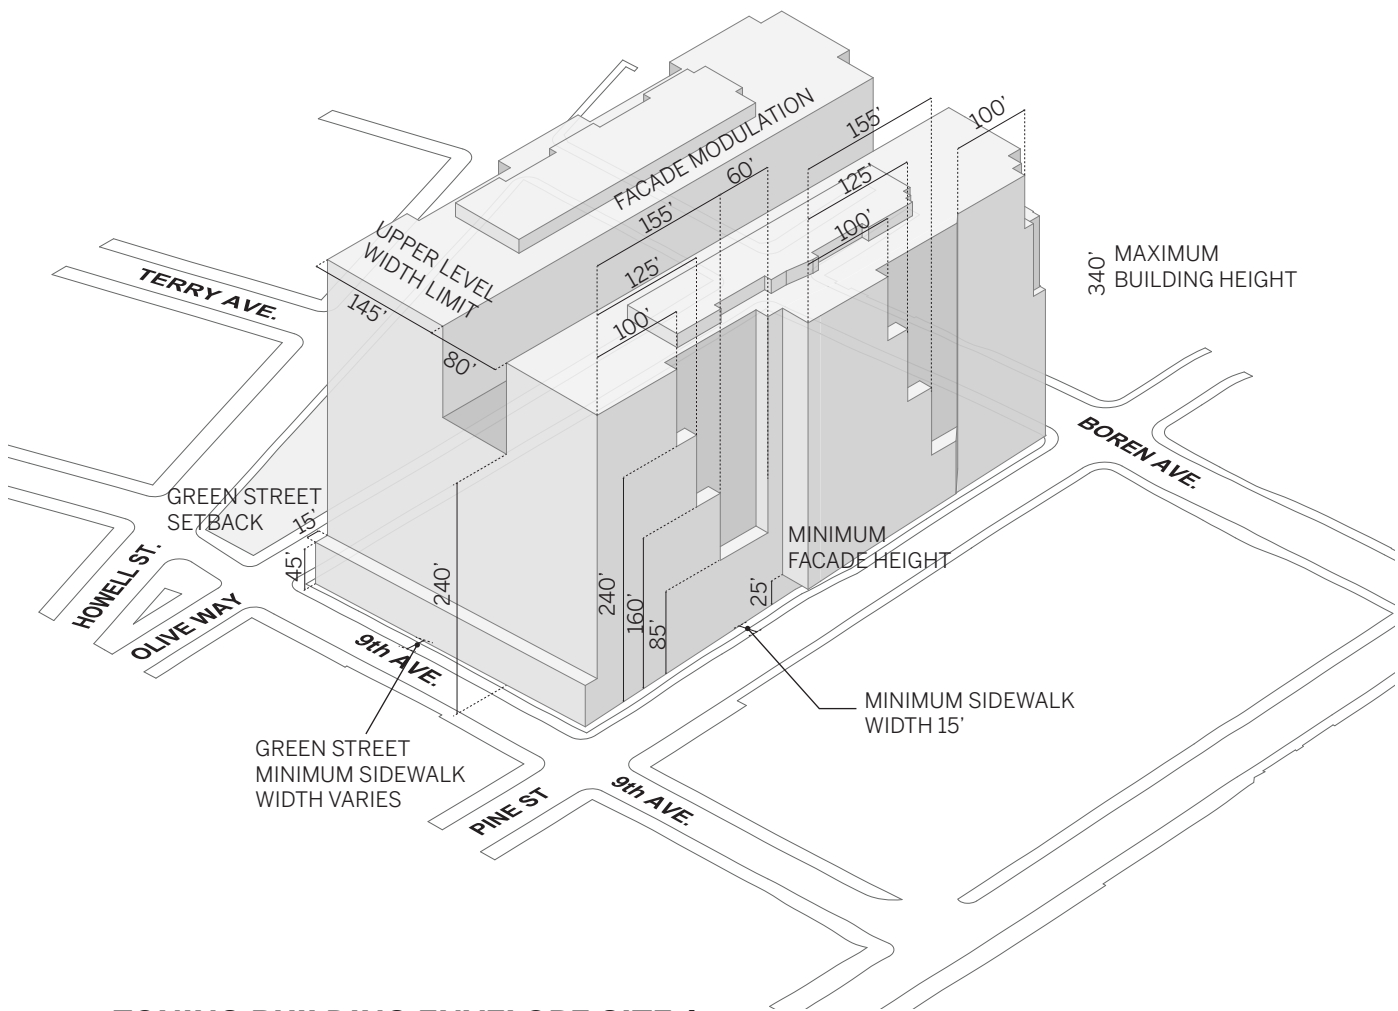 FACADE MODULATION
155'
100'
60'
125'
155'
100'
UPPER LEVEL
WIDTH LIMIT
125'
145'
100'
80'
340'
MAXIMUM
BUILDING HEIGHT
TERRY AVE.
BOREN AVE.
GREEN STREET
SETBACK
15'
45'
240'
240'
160'
85'
25'
MINIMUM
FACADE HEIGHT
HOWELL ST.
OLIVE WAY
9th AVE.
MINIMUM SIDEWALK
WIDTH 15'
GREEN STREET
MINIMUM SIDEWALK
WIDTH VARIES
PINE ST
9th AVE.